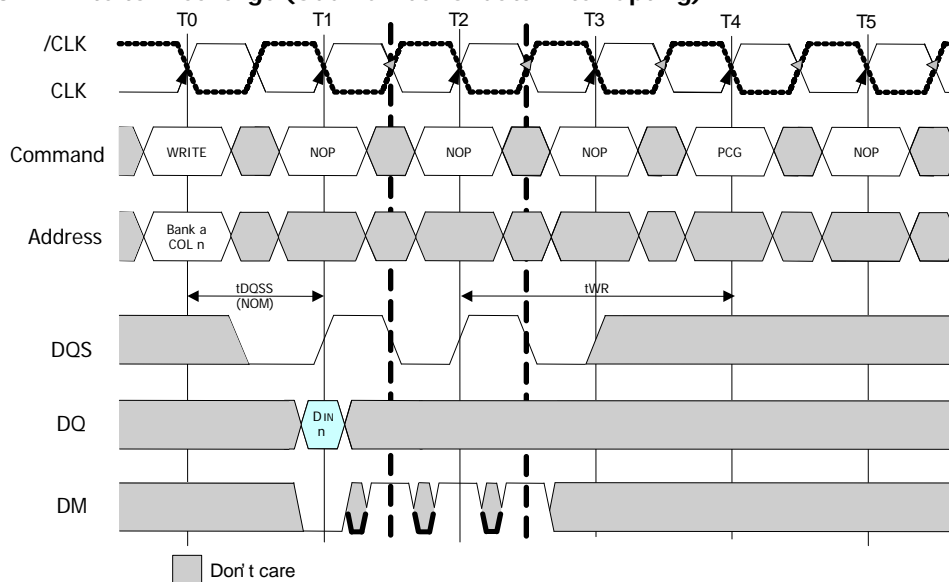 T0 T1 T2 T3 T4 T5
/CLK
CLK
Command WRITE NOP NOP NOP PCG NOP
Address Bank a
COL n
tDQSS
(NOM)
tWR
DQS
DQ DIN
n
DM
Don't care